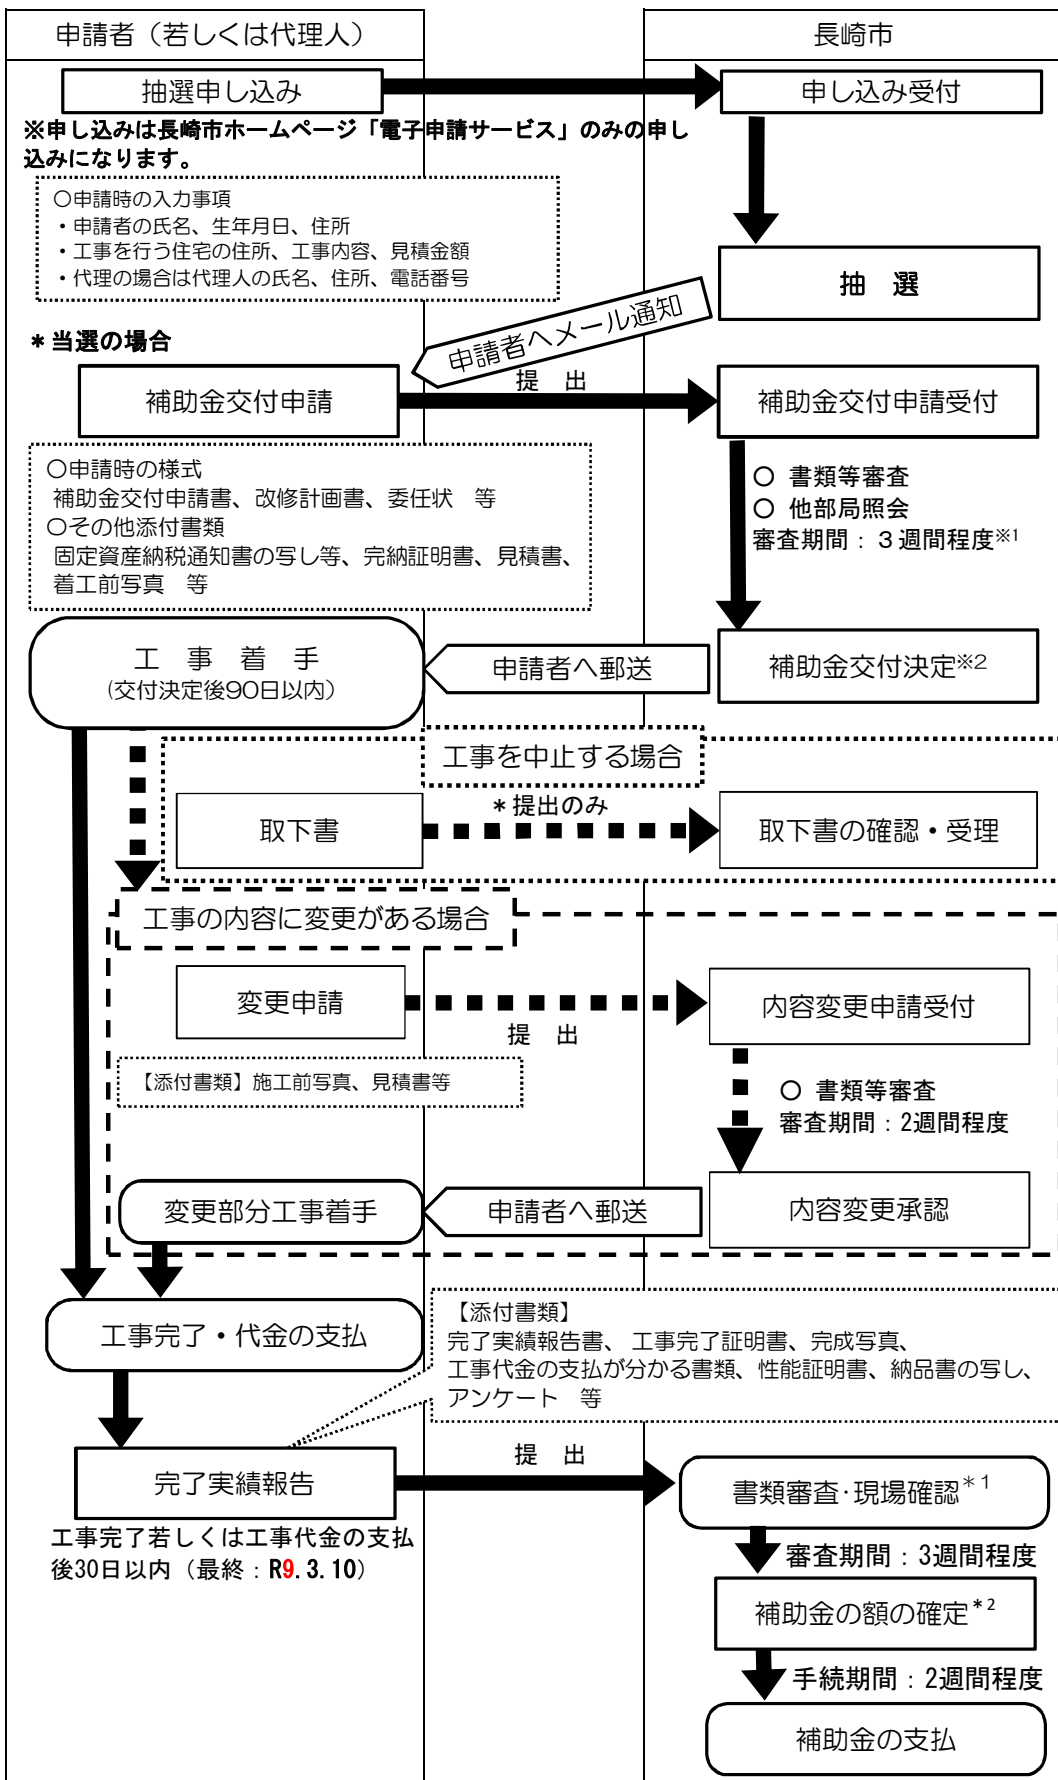 申請者（若しくは代理人）
長崎市
抽選申し込み
申し込み受付
※申し込みは長崎市ホームページ「電子申請サービス」のみの申し
込みになります。
〇申請時の入力事項
・申請者の氏名、生年月日、住所
・工事を行う住宅の住所、工事内容、見積金額
・代理の場合は代理人の氏名、住所、電話番号
抽　選
申請者へメール通知
＊当選の場合
提　出
補助金交付申請
補助金交付申請受付
〇申請時の様式
補助金交付申請書、改修計画書、委任状　等
〇その他添付書類
固定資産納税通知書の写し等、完納証明書、見積書、
着工前写真　等
〇 書類等審査
〇 他部局照会
審査期間：３週間程度※1
工　事　着　手
(交付決定後90日以内)
申請者へ郵送
補助金交付決定※2
工事を中止する場合
＊提出のみ
取下書
取下書の確認・受理
工事の内容に変更がある場合
変更申請
提　出
内容変更申請受付
【添付書類】施工前写真、見積書等
〇 書類等審査
審査期間：2週間程度
変更部分工事着手
申請者へ郵送
内容変更承認
工事完了・代金の支払
【添付書類】
完了実績報告書、工事完了証明書、完成写真、
工事代金の支払が分かる書類、性能証明書、納品書の写し、
アンケート　等
提　出
完了実績報告
書類審査･現場確認＊1
工事完了若しくは工事代金の支払
後30日以内（最終：R9.3.10）
審査期間：3週間程度
補助金の額の確定＊2
手続期間：2週間程度
補助金の支払